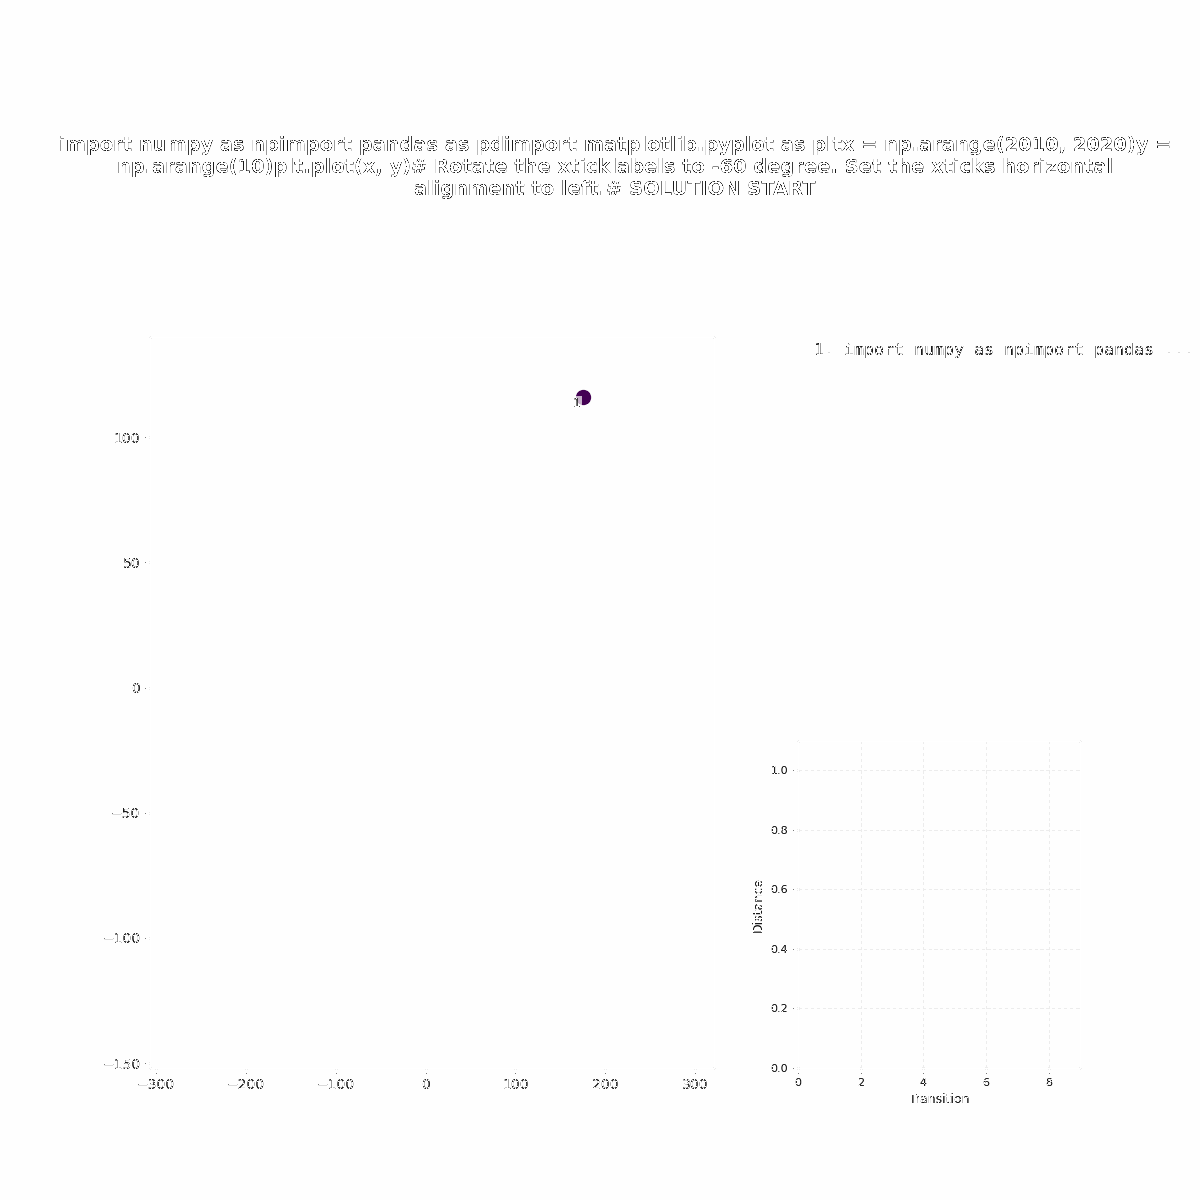 import numpy as npimport pandas as pdimport matplotlib.pyplot as pltx = np.arange(2010, 2020)y =
np.arange(10)plt.plot(x, y)# Rotate the xticklabels to -60 degree. Set the xticks horizontal
alignment to left.# SOLUTION START
1. import numpy as npimport pandas ...
1
100
50
0
−50
−100
−150
−300 −200 −100 0 100 200 300
1.0
0.8
0.6
0.4
0.2
0.0
Distance
0 2 4 6 8
Transition